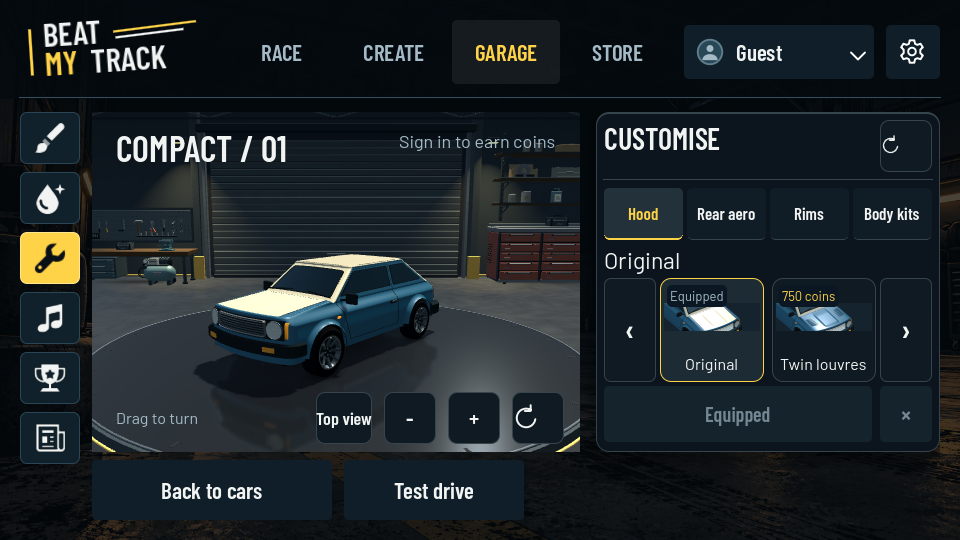 BEAT
MY TRACK
RACE
CREATE
GARAGE
STORE
Guest
COMPACT / 01
Sign in to earn coins
CUSTOMISE
Hood
Rear aero
Rims
Body kits
Original
‹
Equipped
Original
750 coins
Twin louvres
›
Equipped
×
Drag to turn
Top view
-
+
Back to cars
Test drive